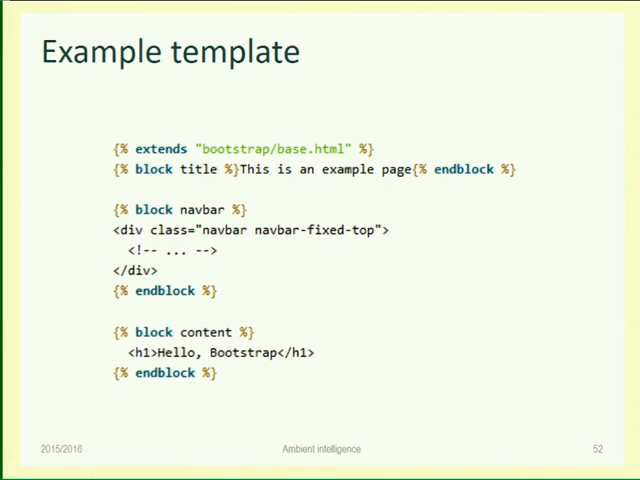 Example template
{% extends "bootstrap/base.html" %}
{% block title %}This is an example page{% endblock %}
{% block navbar %}
<div class="navbar navbar-fixed-top">
<!-- ... -->
</div>
{% endblock %}
{% block content %}
<h1>Hello, Bootstrap</h1>
{% endblock %}
2015/2016
Ambient intelligence
52